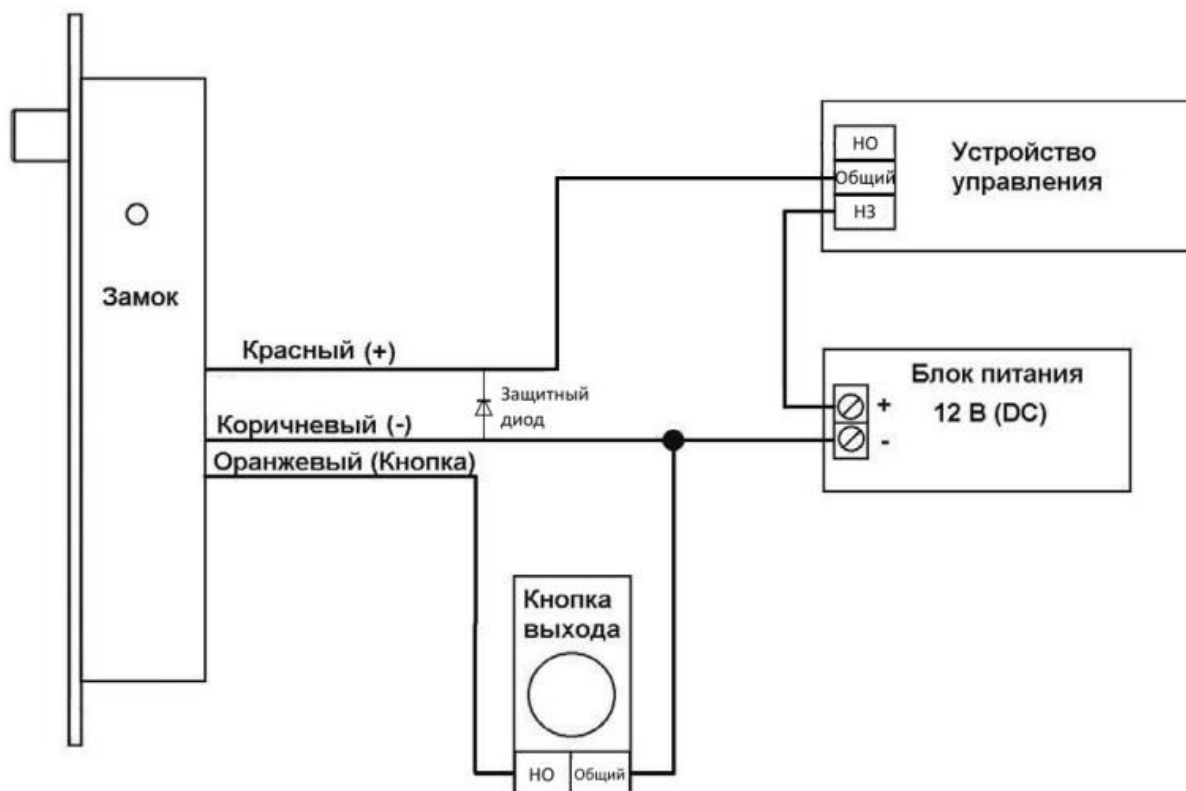 НО
Общий
НЗ
Устройство
управления
Замок
Красный (+)
Защитный
диод
Коричневый (-)
Оранжевый (Кнопка)
Блок питания
12 В (DC)
+
-
Кнопка
выхода
НО
Общий